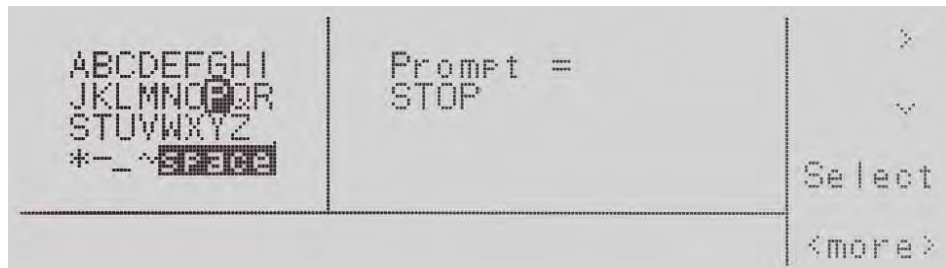 ABCDEFGHI
JKLMNOPQR
STUVWXYZ
*-_~space
Prompt =
STOP
>
⌄
Select
<more>